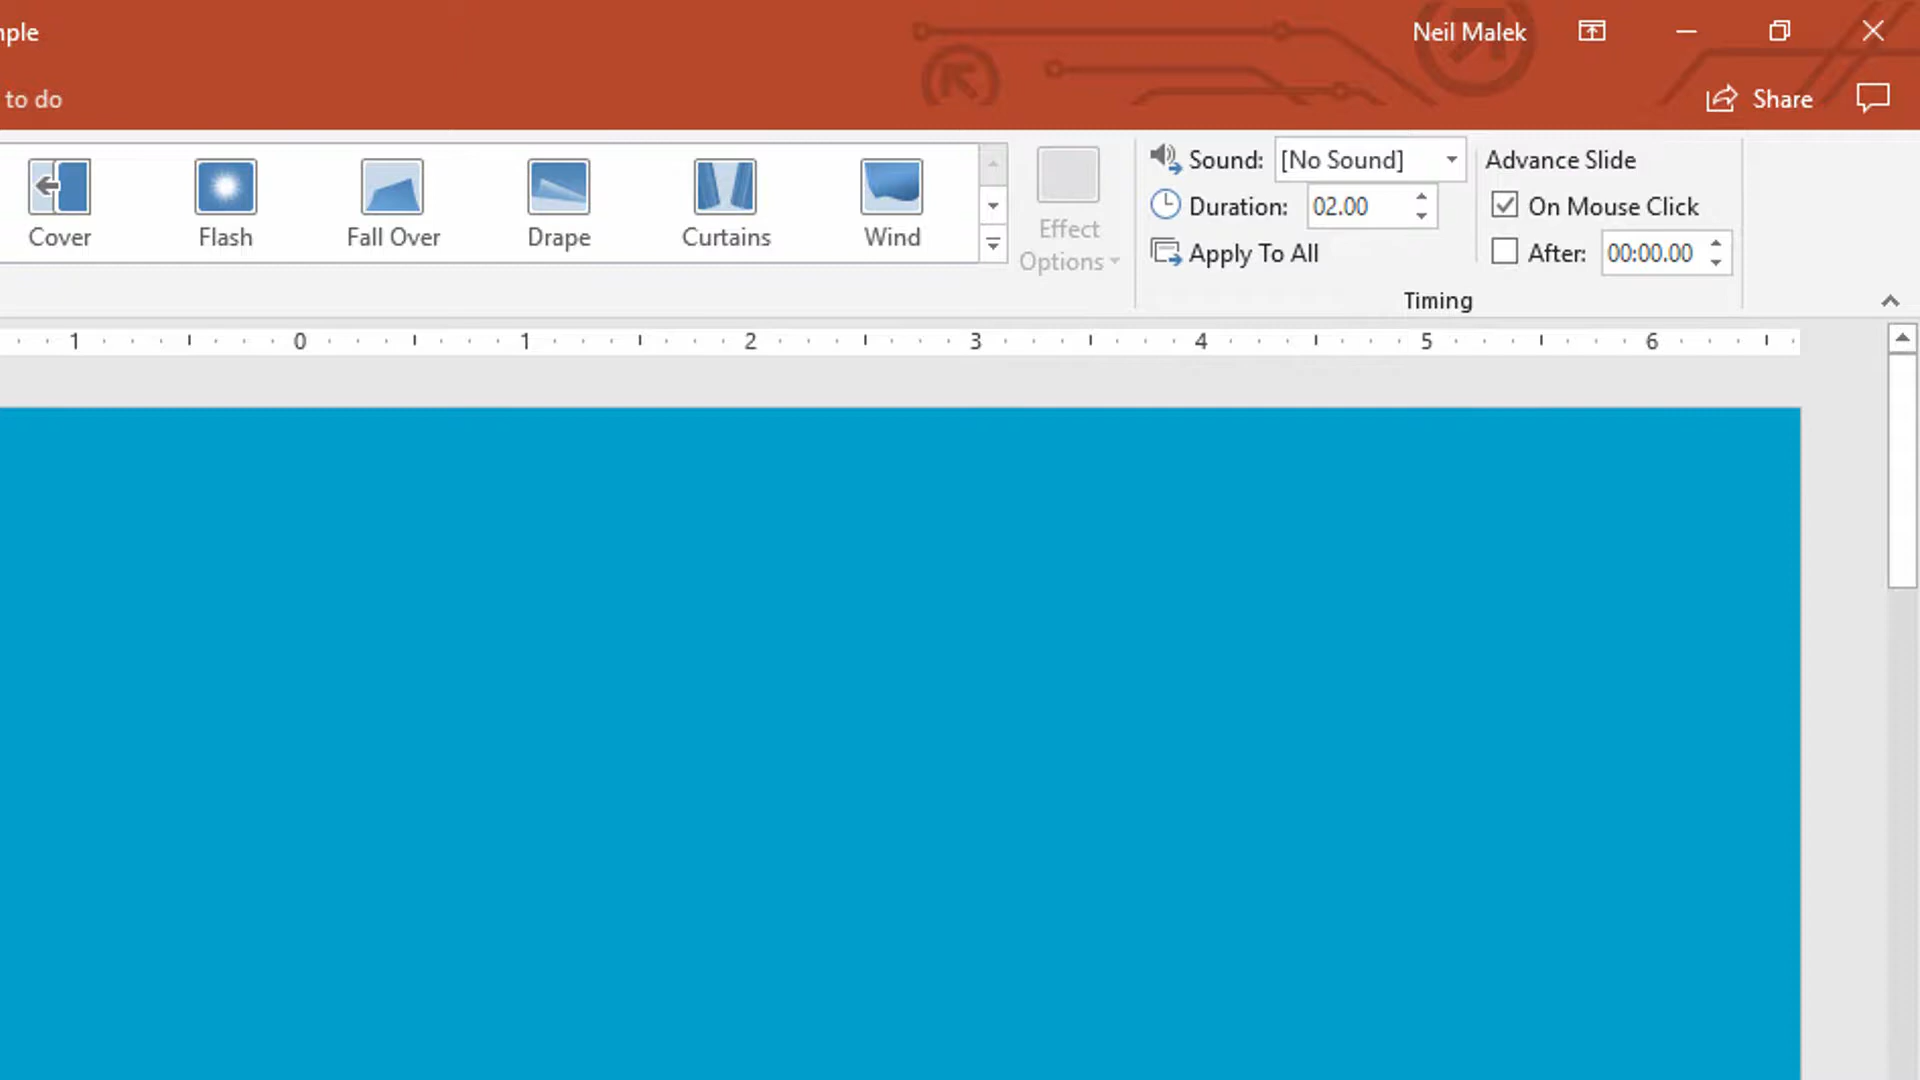 Neil Malek
to do
Share
Cover
Flash
Fall Over
Drape
Curtains
Wind
Effect
Options
Sound: [No Sound]
Duration: 02.00
Apply To All
Advance Slide
On Mouse Click
After: 00:00.00
Timing
1 0 1 2 3 4 5 6